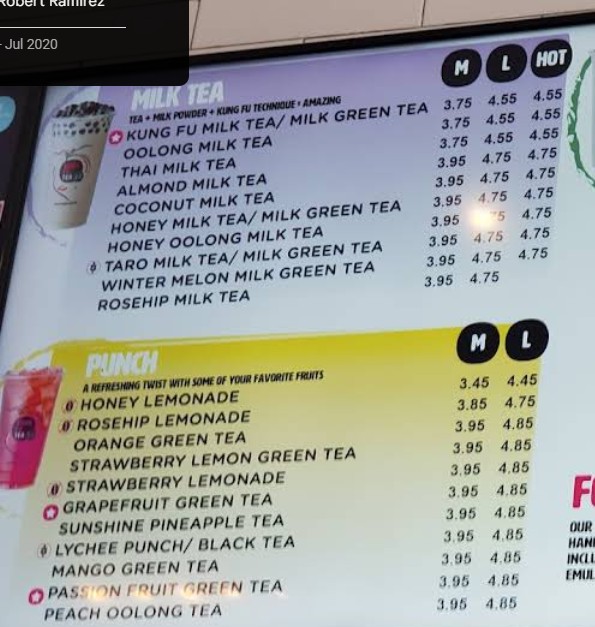 Robert Ramirez
- Jul 2020
M L HOT
MILK TEA
TEA + MILK POWDER + KUNG FU TECHNIQUE = AMAZING
KUNG FU MILK TEA/ MILK GREEN TEA 3.75 4.55 4.55
OOLONG MILK TEA 3.75 4.55 4.55
THAI MILK TEA 3.75 4.55 4.55
ALMOND MILK TEA 3.95 4.75 4.75
COCONUT MILK TEA 3.95 4.75 4.75
HONEY MILK TEA/ MILK GREEN TEA 3.95 4.75 4.75
HONEY OOLONG MILK TEA 3.95 4.75
TARO MILK TEA/ MILK GREEN TEA 3.95 4.75 4.75
WINTER MELON MILK GREEN TEA 3.95 4.75 4.75
ROSEHIP MILK TEA 3.95 4.75
M L
PUNCH
A REFRESHING TWIST WITH SOME OF YOUR FAVORITE FRUITS
HONEY LEMONADE 3.45 4.45
ROSEHIP LEMONADE 3.85 4.75
ORANGE GREEN TEA 3.95 4.85
STRAWBERRY LEMON GREEN TEA 3.95 4.85
STRAWBERRY LEMONADE 3.95 4.85
GRAPEFRUIT GREEN TEA 3.95 4.85
SUNSHINE PINEAPPLE TEA 3.95 4.85
LYCHEE PUNCH/ BLACK TEA 3.95 4.85
MANGO GREEN TEA 3.95 4.85
PASSION FRUIT GREEN TEA 3.95 4.85
PEACH OOLONG TEA 3.95 4.85
OUR